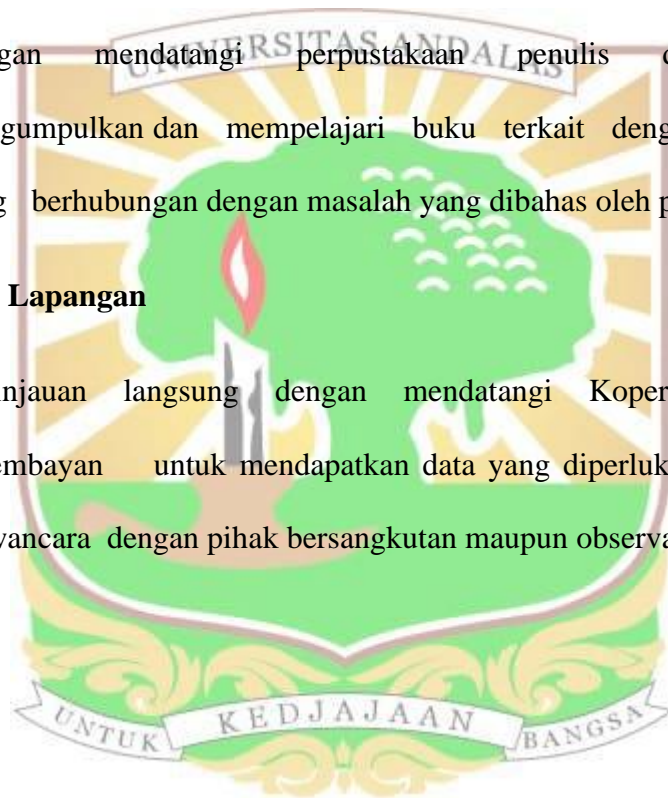 UNIVERSITAS ANDALAS
gan mendatangi perpustakaan penulis d
gumpulkan dan mempelajari buku terkait deng
g berhubungan dengan masalah yang dibahas oleh p
Lapangan
njauan langsung dengan mendatangi Koper
embayan untuk mendapatkan data yang diperluk
wancara dengan pihak bersangkutan maupun observa
UNTUK KEDJAJAAN BANGSA